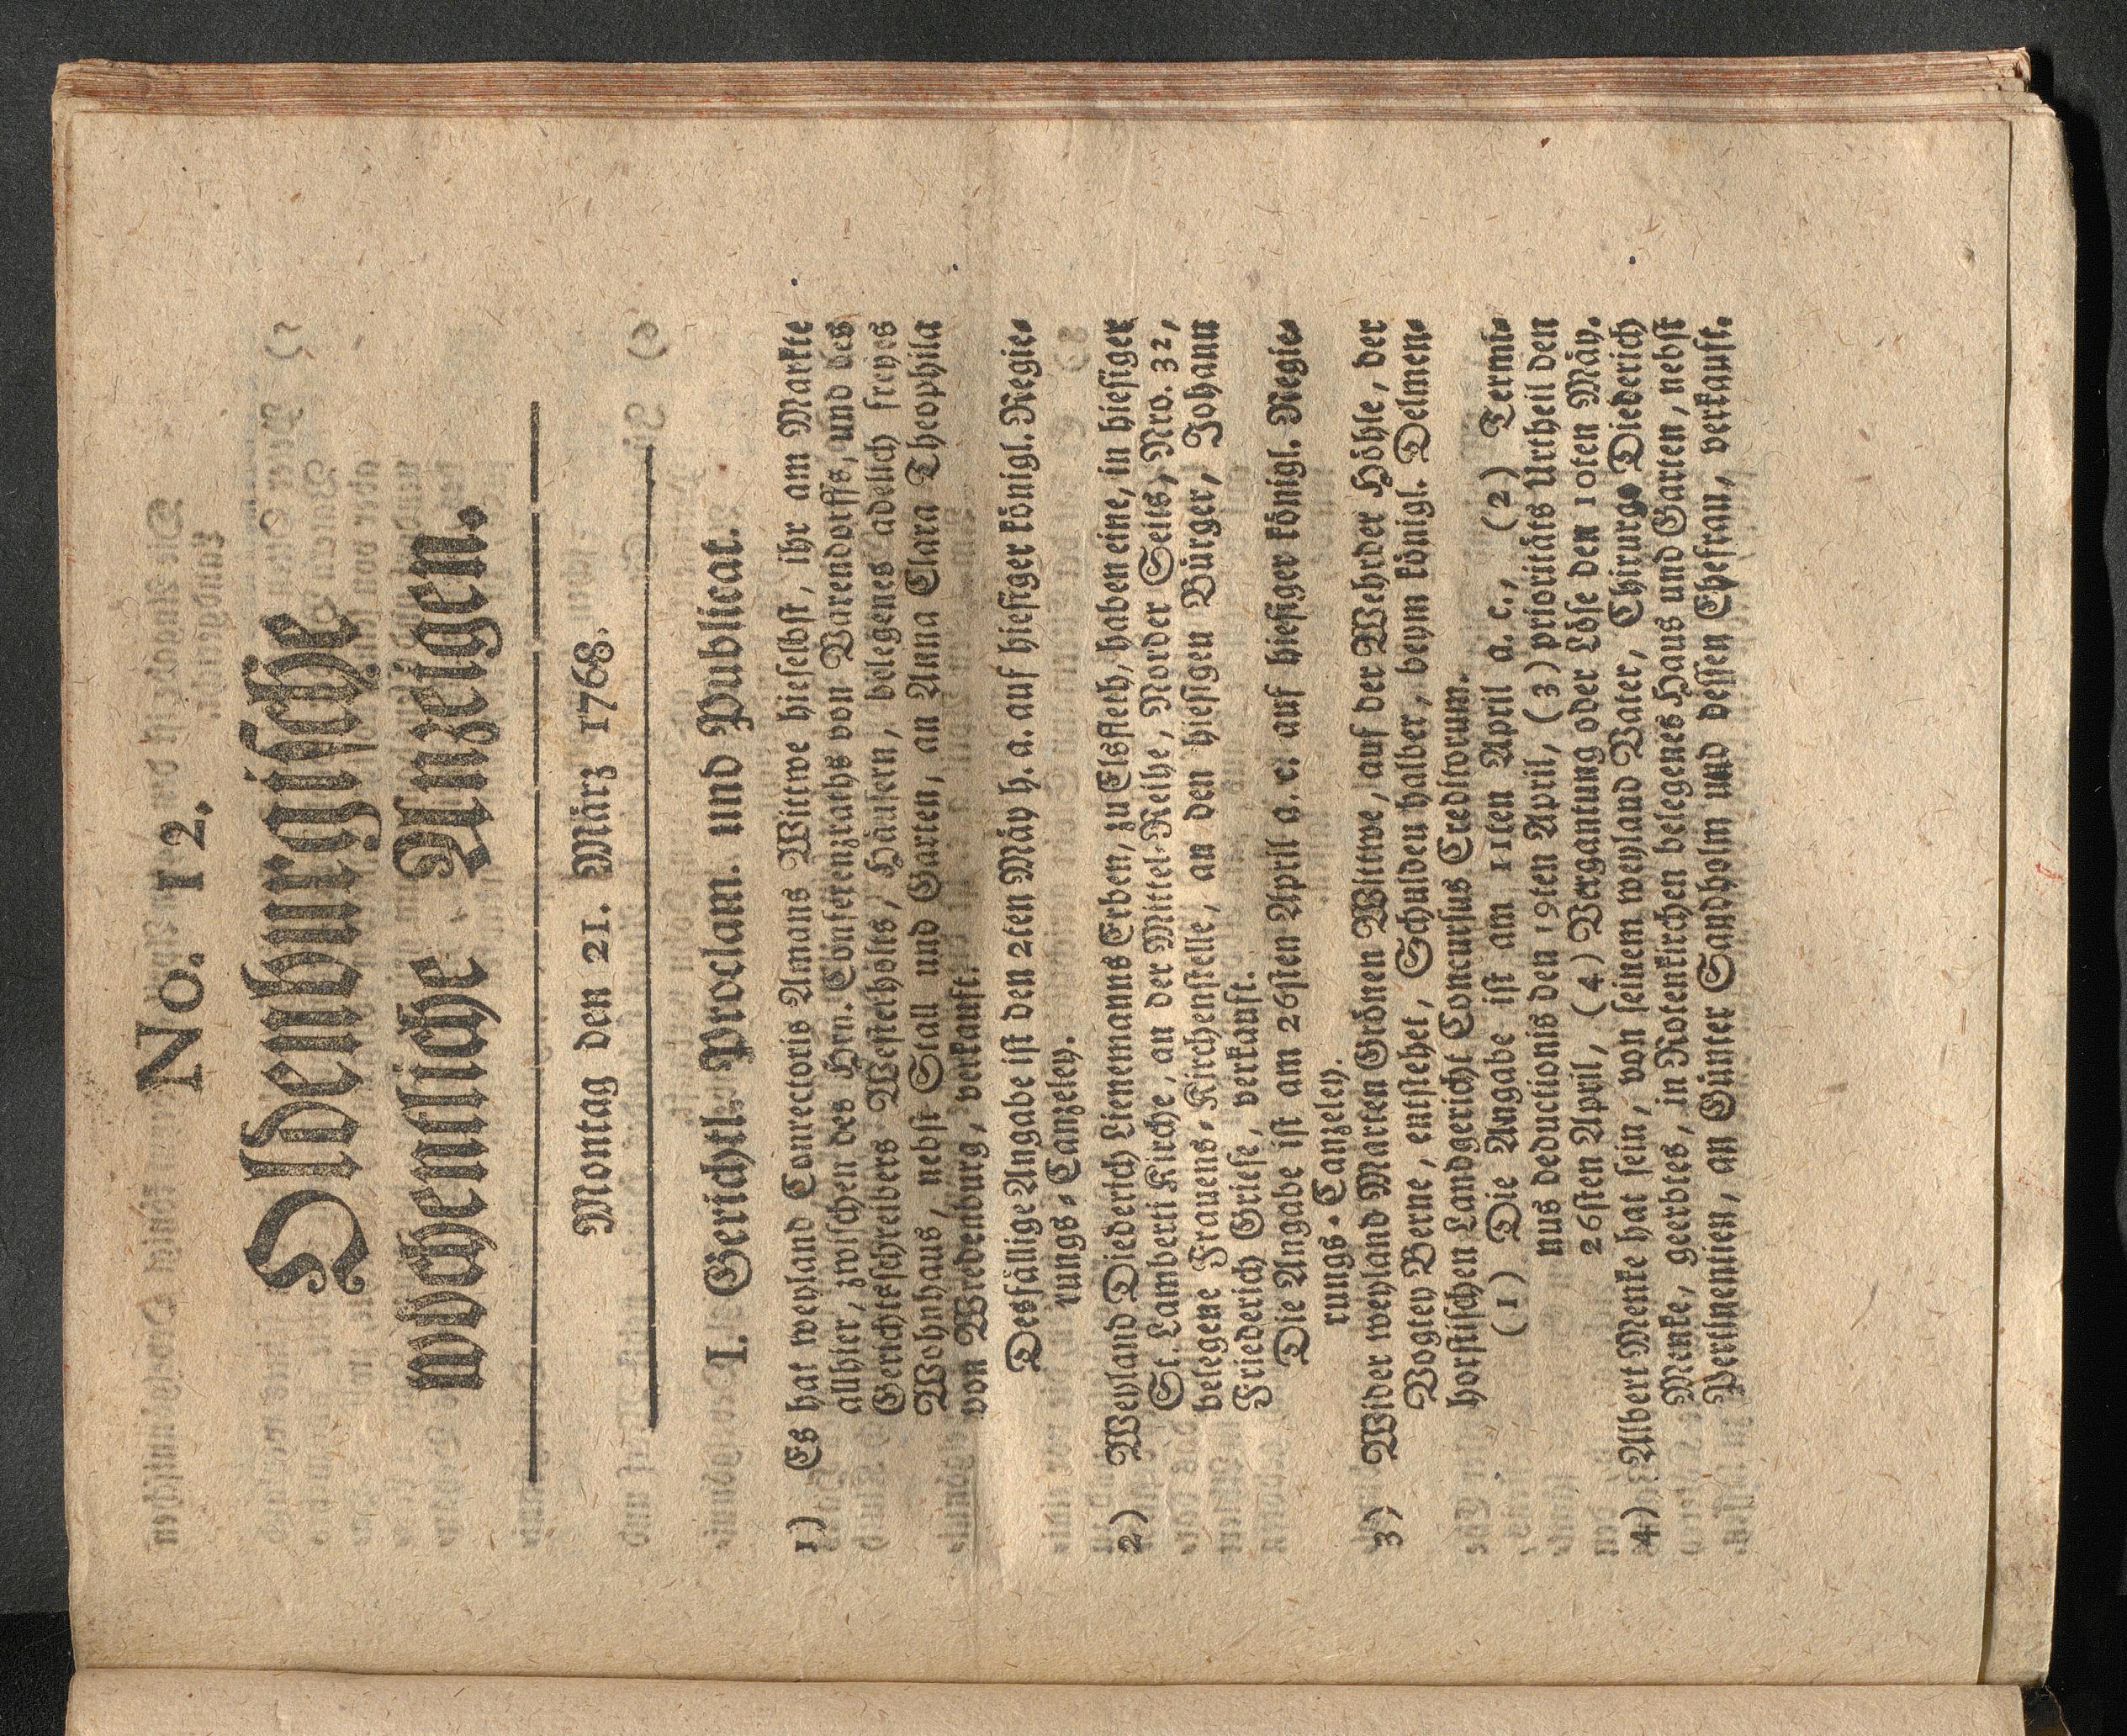 No. 12.
Oldenburgische
wöchentliche Anzeigen.
Montag den 21. März 1768.
I. Gerichtl. Proclam. und Publicat.
1) Es hat weyland Conrectoris Amans Wittwe hieselbst, ihr am Markte
allhier, zwischen des Hrn. Conferenzraths von Warendorffs, und des
Gerichtsschreibers Westerholts, Häusern, belegenes adelich freyes
Wohnhaus, nebst Stall und Garten, an Anna Clara Theophila
von Wredenburg, verkauft.
Desfällige Angabe ist den 2ten May h. a. auf hiesiger königl. Regie-
rungs-Canzeley.
2) Weyland Diederich Lienemanns Erben, zu Elsfleth, haben eine, in hiesiger
St. Lamberti Kirche, an der Mittel-Reihe, Norder Seits, Nro. 32,
belegene Frauens-Kirchenstelle, an den hiesigen Bürger, Johann
Friederich Griese, verkauft.
Die Angabe ist am 26sten April a. c. auf hiesiger königl. Regie-
rungs-Canzeley.
3) Wider weyland Marten Grönen Wittwe, auf der Wehrder Höhle, der
Vogtey Berne, entstehet, Schulden halber, beym königl. Delmen-
horstischen Landgericht Concursus Creditorum.
(1) Die Angabe ist am 11ten April a. c., (2) Termi-
nus deductionis den 19ten April, (3) prioritäts Urtheil den
26sten April, (4) Vergantung oder Löse den 10ten May.
4) Albert Menke hat sein, von seinem weyland Vater, Chirurgo Diederich
Menke, geerbtes, in Rotenkirchen belegenes Haus und Garten, nebst
Pertinentien, an Günter Sandholm und dessen Ehefrau, verkauft.